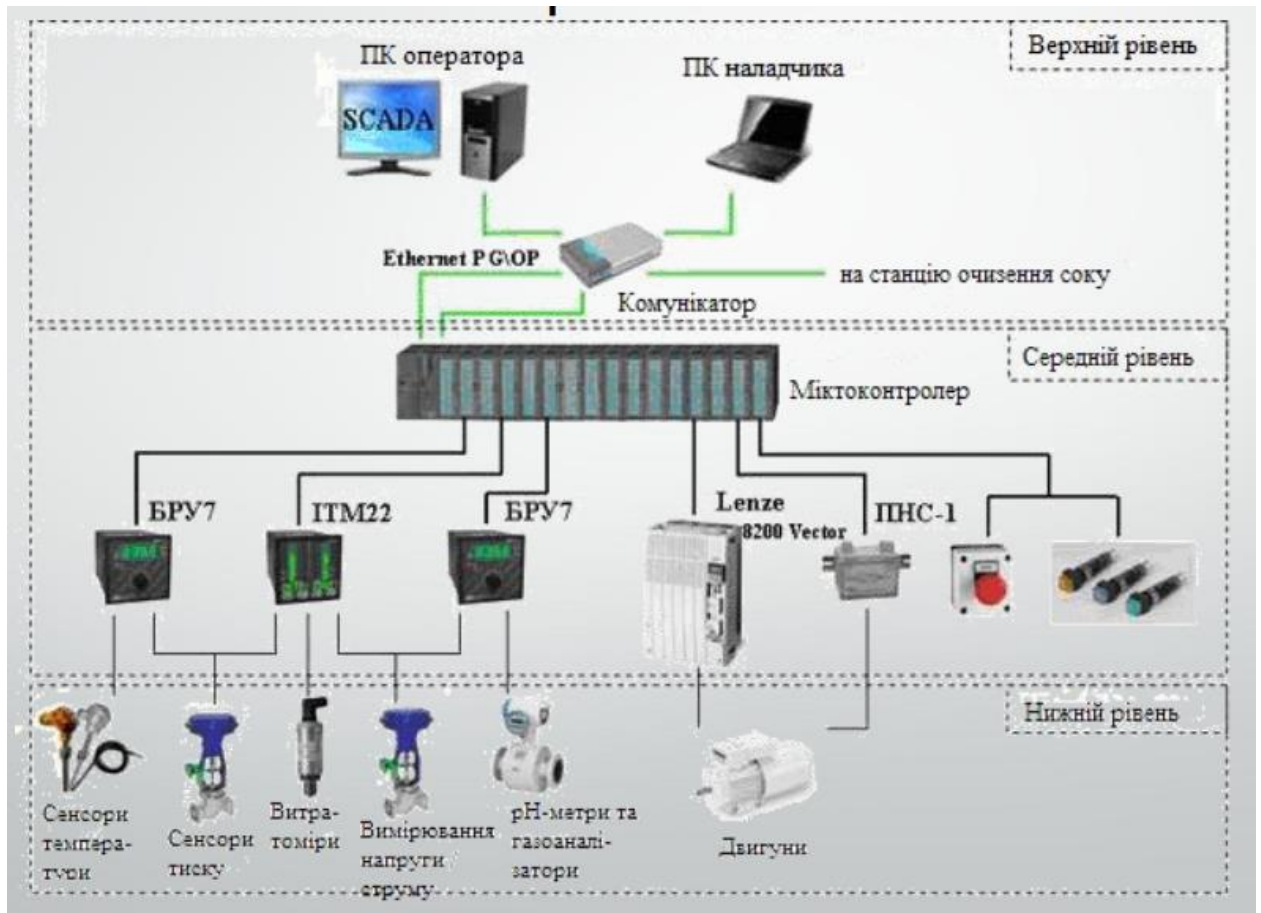 Верхній рівень
ПК оператора
ПК наладчика
SCADA
Ethernet PG\OP
на станцію очизення соку
Комунікатор
Середній рівень
Міктоконтролер
БРУ7
ІТМ22
БРУ7
Lenze
8200 Vector
ПНС-1
Нижній рівень
Сенсори
темпера-
тури
Сенсори
тиску
Витра-
томіри
Вимірювання
напруги
струму
pH-метри та
газоаналі-
затори
Двигуни